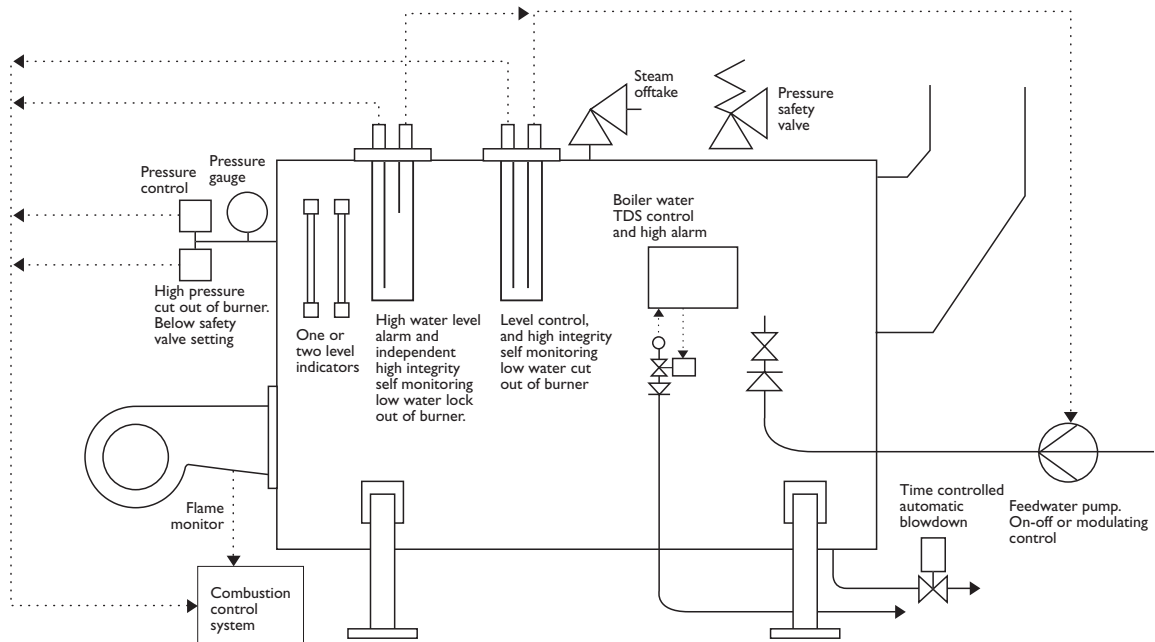 Steam
offtake
Pressure
safety
valve
Pressure
gauge
Pressure
control
Boiler water
TDS control
and high alarm
High pressure
cut out of burner.
Below safety
valve setting
One or
two level
indicators
High water level
alarm and
independent
high integrity
self monitoring
low water lock
out of burner.
Level control,
and high integrity
self monitoring
low water cut
out of burner
Flame
monitor
Time controlled
automatic
blowdown
Feedwater pump.
On-off or modulating
control
Combustion
control
system